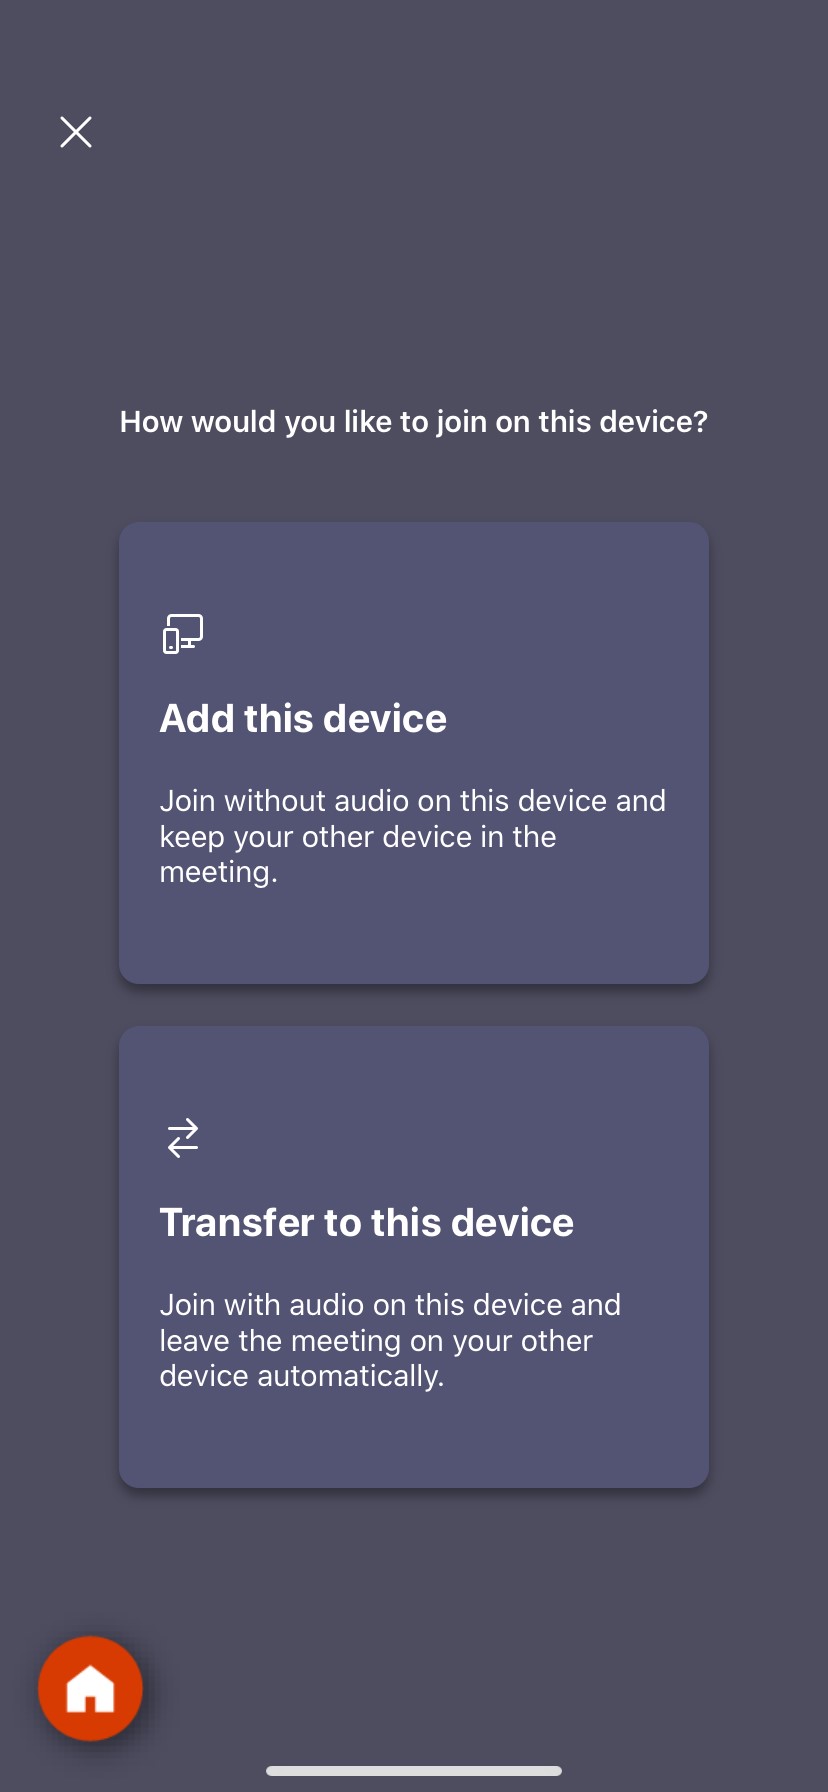 How would you like to join on this device?
Add this device
Join without audio on this device and
keep your other device in the
meeting.
Transfer to this device
Join with audio on this device and
leave the meeting on your other
device automatically.